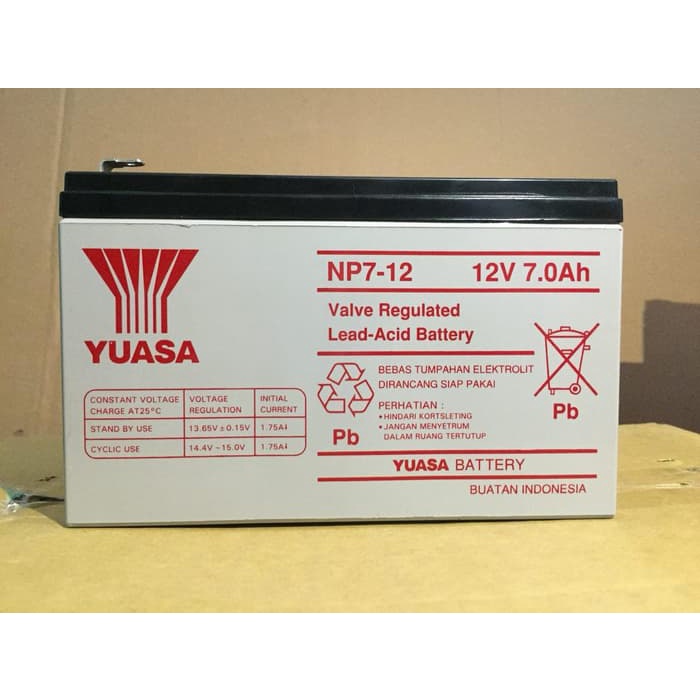 YUASA
CONSTANT VOLTAGE CHARGE AT25°C VOLTAGE REGULATION INITIAL CURRENT
STAND BY USE 13.65V±0.15V 1.75A↓
CYCLIC USE 14.4V~15.0V 1.75A↓
NP7-12 12V 7.0Ah
Valve Regulated
Lead-Acid Battery
BEBAS TUMPAHAN ELEKTROLIT
DIRANCANG SIAP PAKAI
PERHATIAN :
• HINDARI KORTSLETING
• JANGAN MENYETRUM
DALAM RUANG TERTUTUP
Pb
Pb
YUASA BATTERY
BUATAN INDONESIA